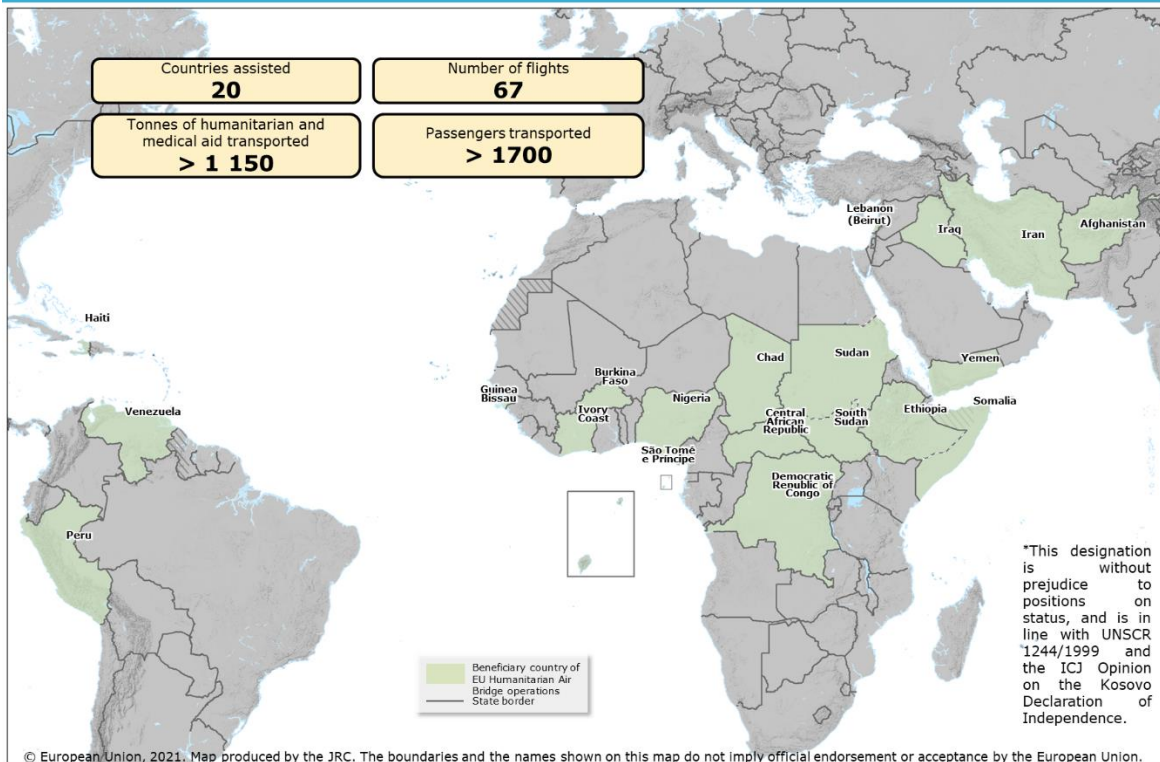 Countries assisted
20
Number of flights
67
Tonnes of humanitarian and
medical aid transported
> 1 150
Passengers transported
> 1700
Lebanon
(Beirut)
Iraq
Iran
Afghanistan
Haiti
Venezuela
Peru
Guinea
Bissau
Burkina
Faso
Ivory
Coast
Nigeria
Chad
Sudan
Yemen
Somalia
Ethiopia
Central
African
Republic
South
Sudan
São Tomé
e Príncipe
Democratic
Republic of
Congo
*This designation
is without
prejudice to
positions on
status, and is in
line with UNSCR
1244/1999 and
the ICJ Opinion
on the Kosovo
Declaration of
Independence.
Beneficiary country of
EU Humanitarian Air
Bridge operations
State border
© European Union, 2021. Map produced by the JRC. The boundaries and the names shown on this map do not imply official endorsement or acceptance by the European Union.